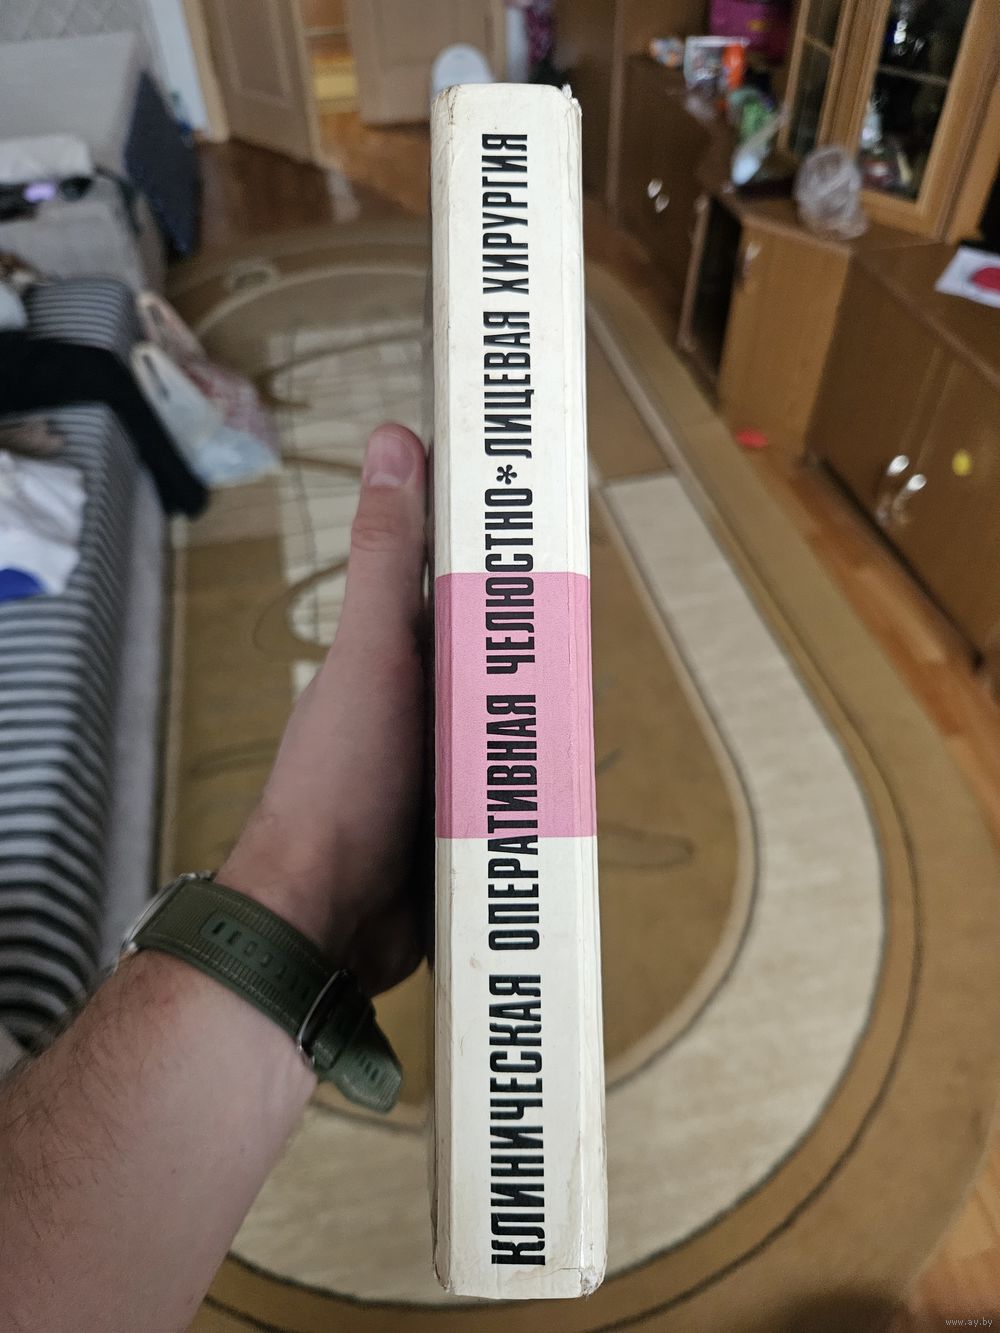 КЛИНИЧЕСКАЯ ОПЕРАТИВНАЯ ЧЕЛЮСТНО*ЛИЦЕВАЯ ХИРУРГИЯ
www.ay.by